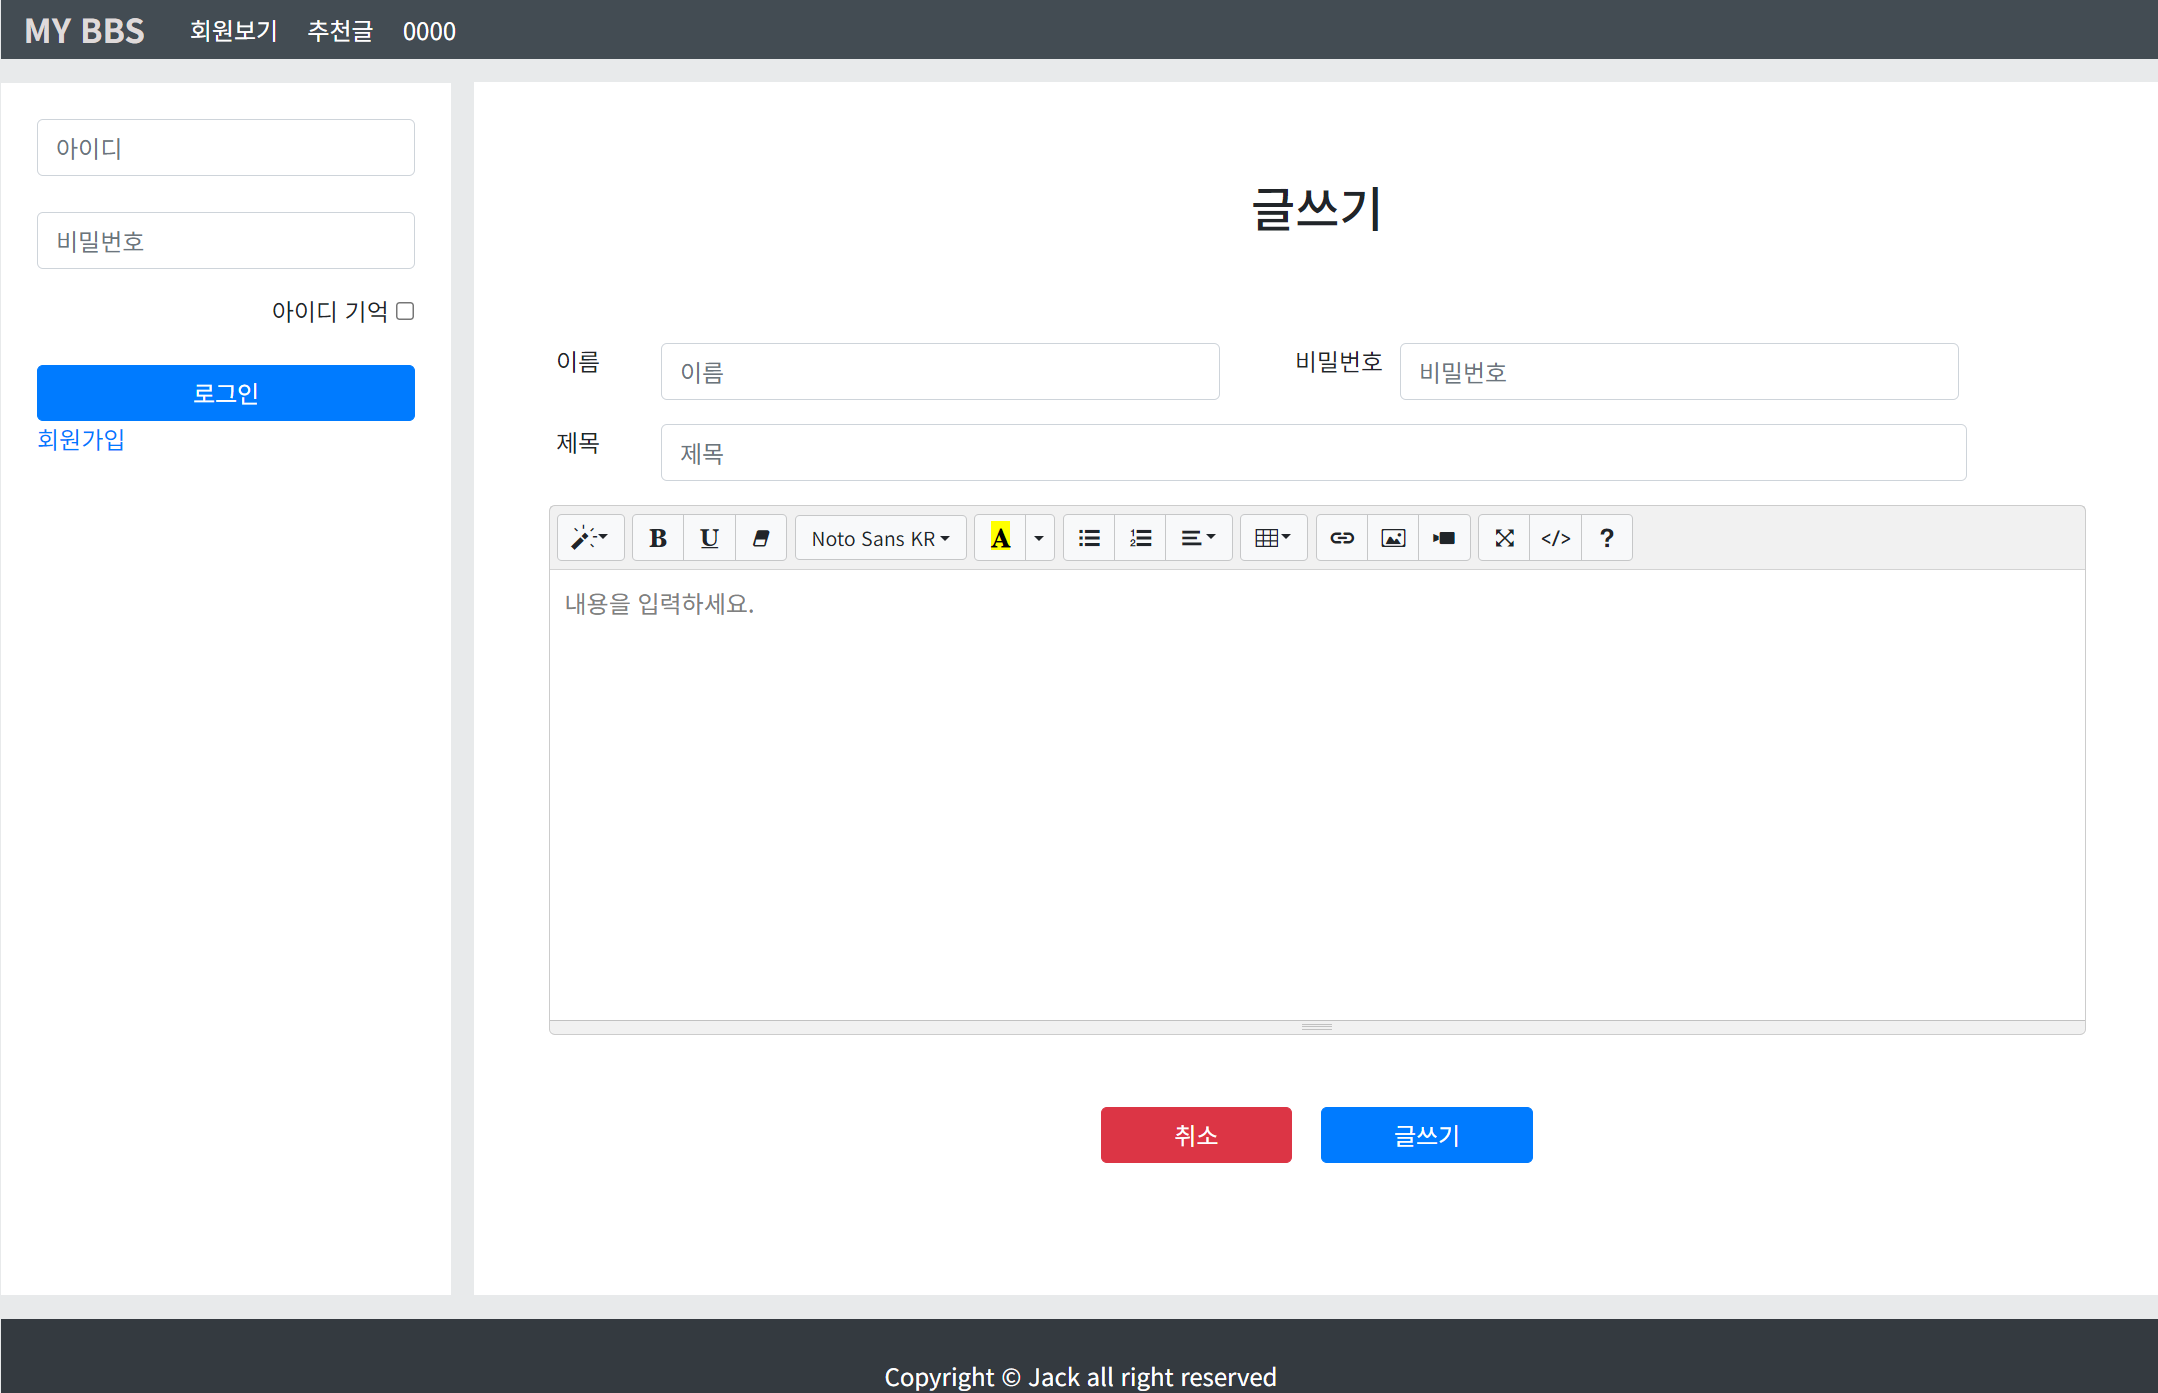 MY BBS 회원보기 추천글 0000
아이디
비밀번호
아이디 기억
로그인
회원가입
글쓰기
이름 이름 비밀번호 비밀번호
제목 제목
B U Noto Sans KR A </> ?
내용을 입력하세요.
취소 글쓰기
Copyright © Jack all right reserved